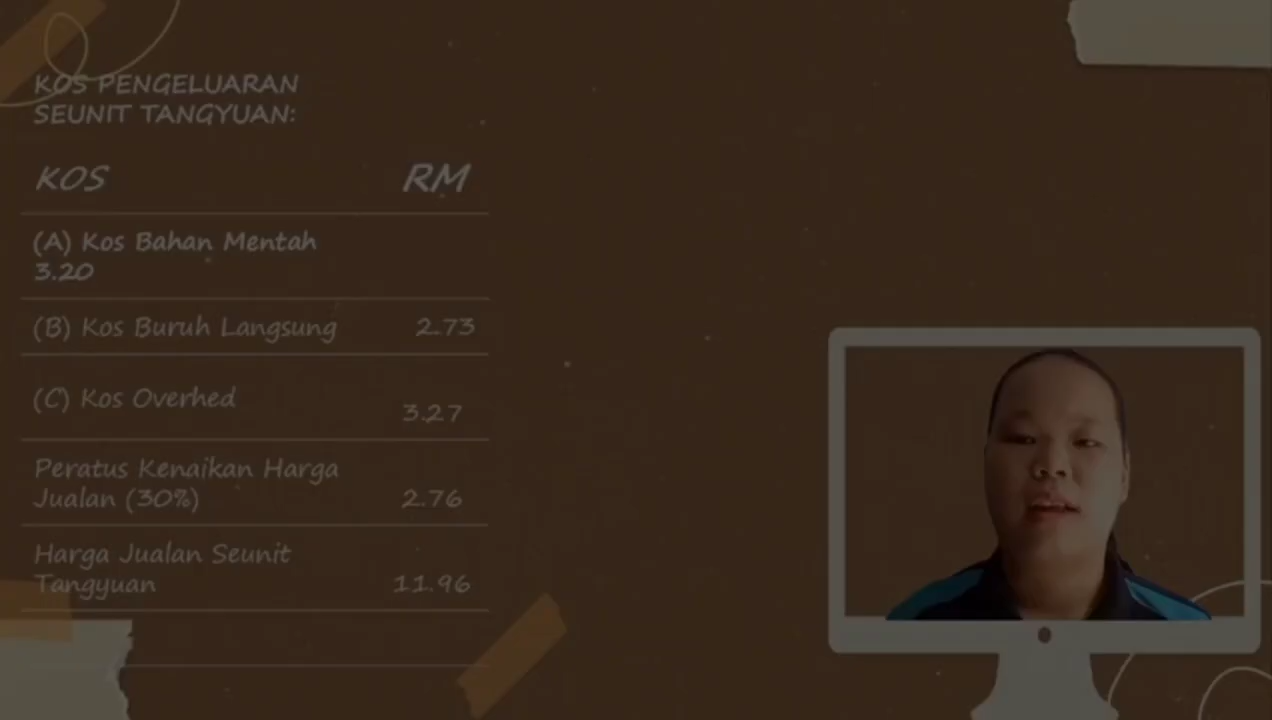 KOS PENGELUARAN
SEUNIT TANGYUAN:
KOS RM
(A) Kos Bahan Mentah
3.20
(B) Kos Buruh Langsung 2.73
(C) Kos Overhed 3.27
Peratus Kenaikan Harga
Jualan (30%) 2.76
Harga Jualan Seunit
Tangyuan 11.96